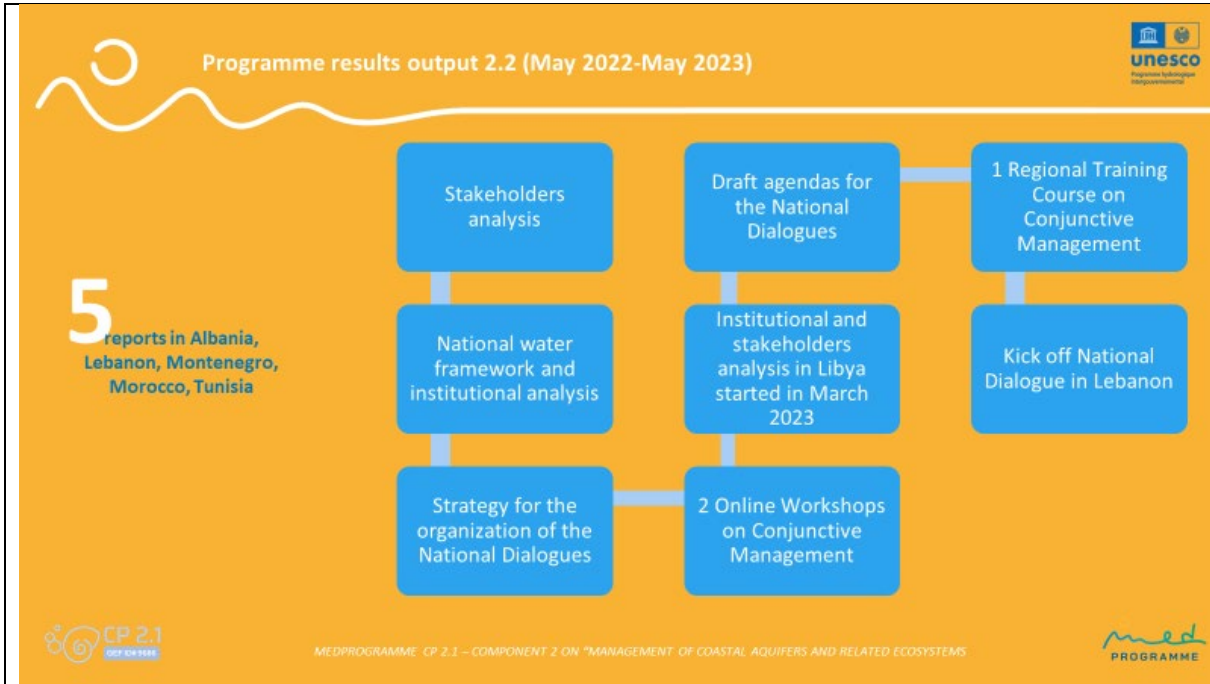 Programme results output 2.2 (May 2022-May 2023)
unesco
Programme hydrologique
Intergouvernemental
5
reports in Albania,
Lebanon, Montenegro,
Morocco, Tunisia
Stakeholders
analysis
National water
framework and
institutional analysis
Strategy for the
organization of the
National Dialogues
2 Online Workshops
on Conjunctive
Management
Institutional and
stakeholders
analysis in Libya
started in March
2023
Draft agendas for
the National
Dialogues
1 Regional Training
Course on
Conjunctive
Management
Kick off National
Dialogue in Lebanon
CP 2.1
MEDPROGRAMME CP 2.1 – COMPONENT 2 ON “MANAGEMENT OF COASTAL AQUIFERS AND RELATED ECOSYSTEMS
med
PROGRAMME